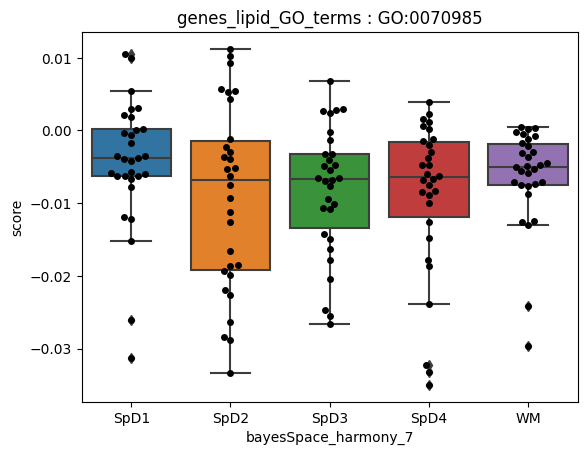 genes_lipid_GO_terms : GO:0070985
0.01
0.00
−0.01
−0.02
−0.03
score
SpD1 SpD2 SpD3 SpD4 WM
bayesSpace_harmony_7